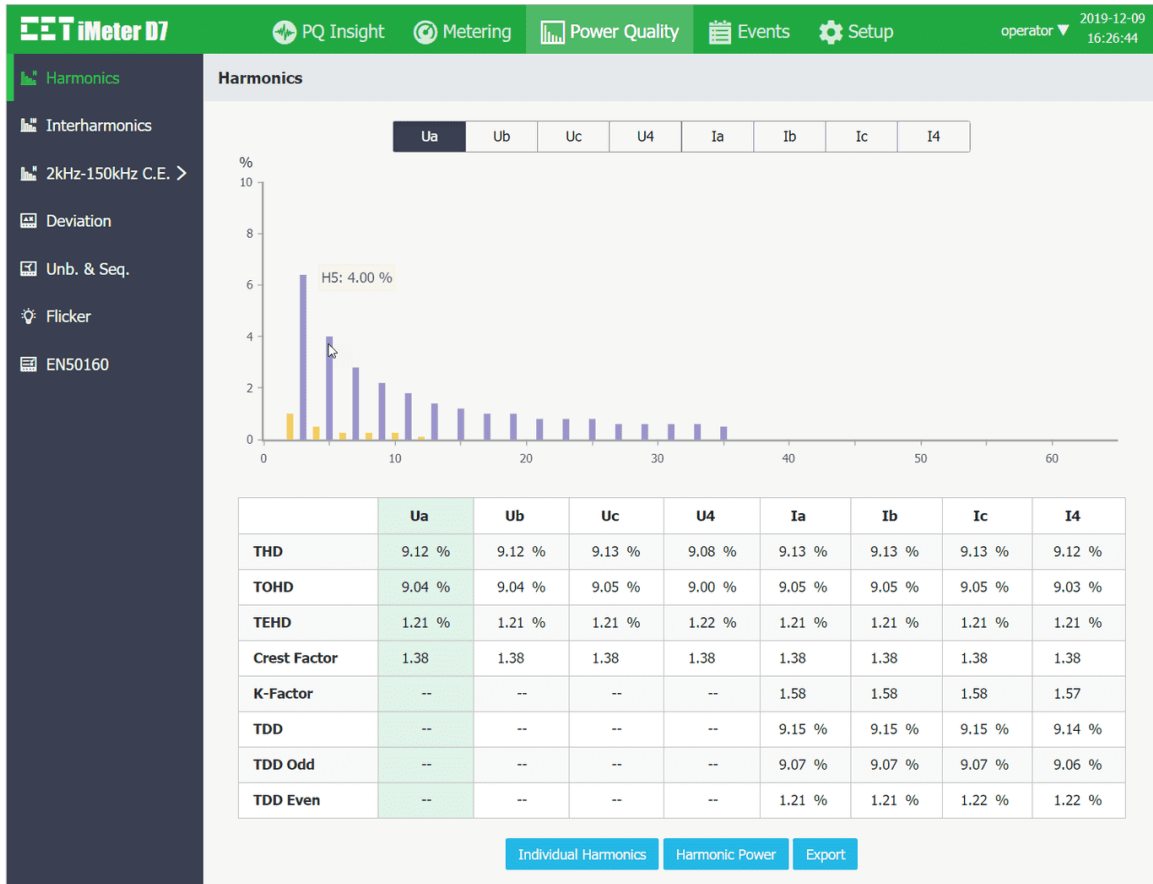 CET iMeter D7 PQ Insight Metering Power Quality Events Setup operator ▼ 2019-12-09
16:26:44
Harmonics
Interharmonics
2kHz-150kHz C.E.
Deviation
Unb. & Seq.
Flicker
EN50160
Harmonics
Ua Ub Uc U4 Ia Ib Ic I4
%
10
8
H5: 4.00 %
6
4
2
0
0 10 20 30 40 50 60
Ua Ub Uc U4 Ia Ib Ic I4
THD 9.12 % 9.12 % 9.13 % 9.08 % 9.13 % 9.13 % 9.13 % 9.12 %
TOHD 9.04 % 9.04 % 9.05 % 9.00 % 9.05 % 9.05 % 9.05 % 9.03 %
TEHD 1.21 % 1.21 % 1.21 % 1.22 % 1.21 % 1.21 % 1.21 % 1.21 %
Crest Factor 1.38 1.38 1.38 1.38 1.38 1.38 1.38 1.38
K-Factor -- -- -- -- 1.58 1.58 1.58 1.57
TDD -- -- -- -- 9.15 % 9.15 % 9.15 % 9.14 %
TDD Odd -- -- -- -- 9.07 % 9.07 % 9.07 % 9.06 %
TDD Even -- -- -- -- 1.21 % 1.21 % 1.22 % 1.22 %
Individual Harmonics Harmonic Power Export